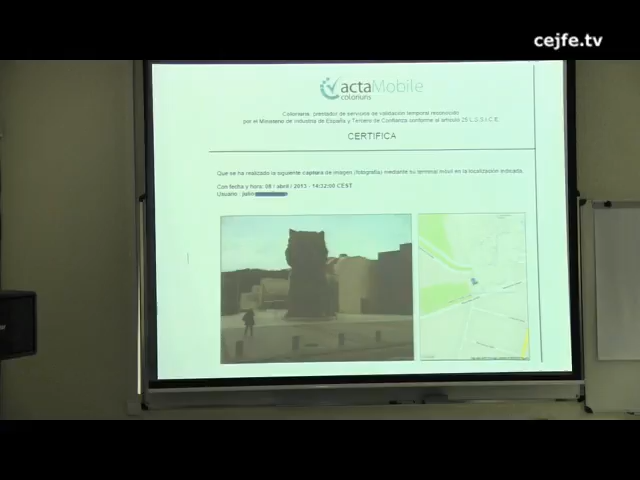 cejfe.tv
actaMobile
coloriuris
Coloriuris, prestador de servicios de validación temporal reconocido
por el Ministerio de Industria de España y Tercero de Confianza conforme al artículo 25 L.S.S.I.C.E.
CERTIFICA
Que se ha realizado la siguiente captura de imagen (fotografía) mediante su terminal móvil en la localización indicada.
Con fecha y hora: 08 / abril / 2013 - 14:32:00 CEST
Usuario :